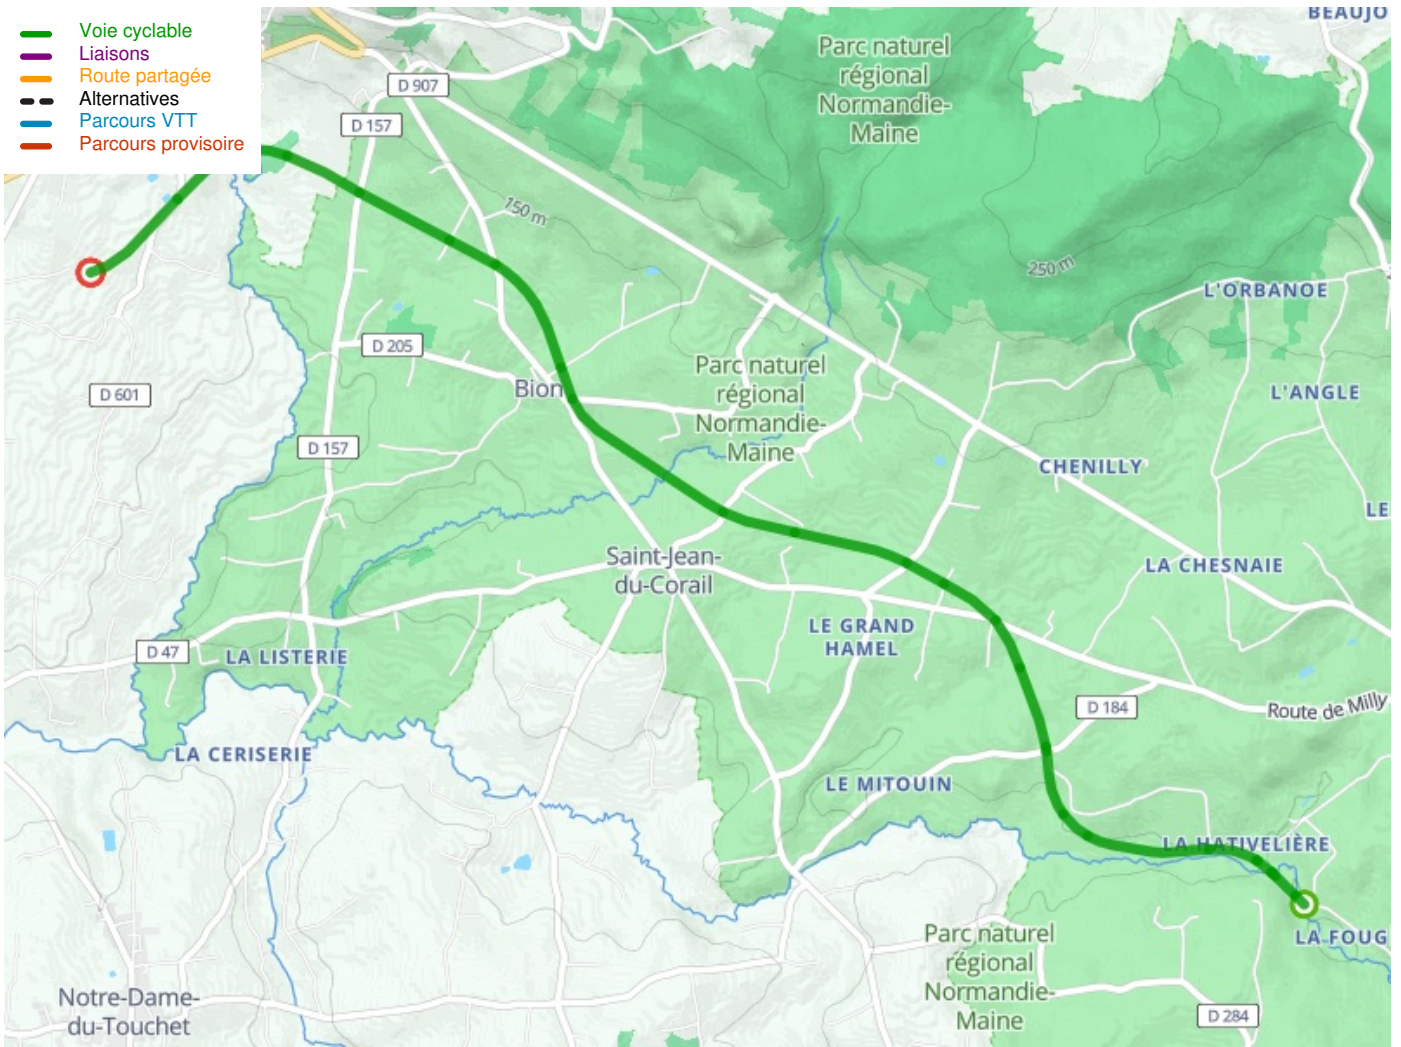 Voie cyclable
Liaisons
Route partagée
Alternatives
Parcours VTT
Parcours provisoire
BEAUJO
Parc naturel
régional
Normandie-
Maine
D 907
D 157
150 m
250 m
L'ORBANOE
D 205
D 601
Bion
Parc naturel
régional
Normandie-
Maine
L'ANGLE
D 157
CHENILLY
LE
Saint-Jean-
du-Corail
LA CHESNAIE
LE GRAND
HAMEL
D 47
LA LISTERIE
D 184
Route de Milly
LA CERISERIE
LE MITOUIN
LA HATIVELIÈRE
Parc naturel
régional
Normandie-
Maine
LA FOUG
Notre-Dame-
du-Touchet
D 284